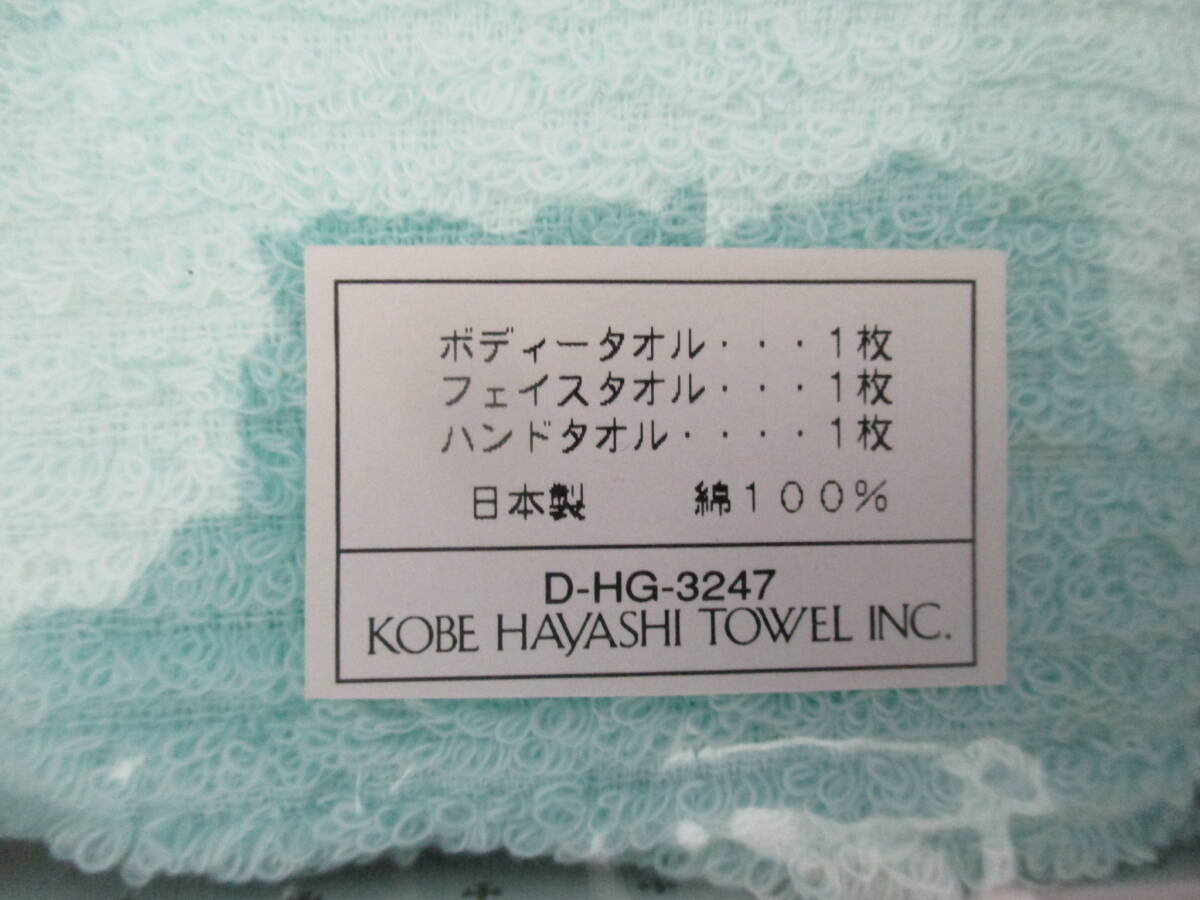 ボディータオル・・・1枚
フェイスタオル・・・1枚
ハンドタオル・・・・1枚
日本製　　綿100%
D-HG-3247
KOBE HAYASHI TOWEL INC.